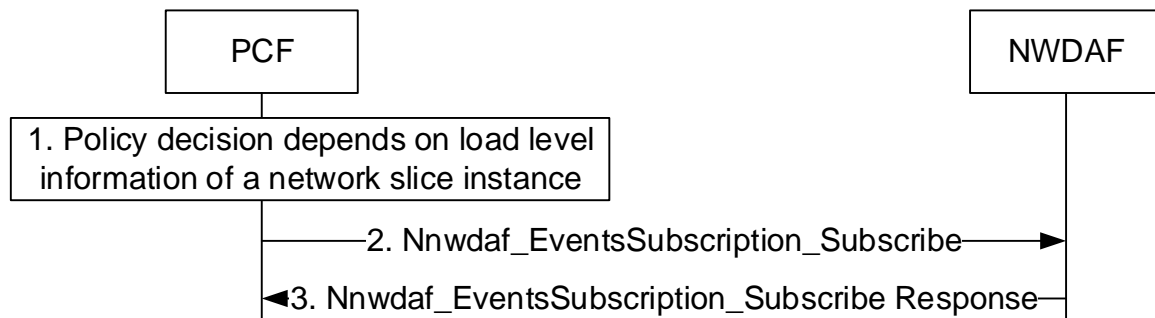 PCF
NWDAF
1. Policy decision depends on load level
information of a network slice instance
2. Nnwdaf_EventsSubscription_Subscribe
3. Nnwdaf_EventsSubscription_Subscribe Response